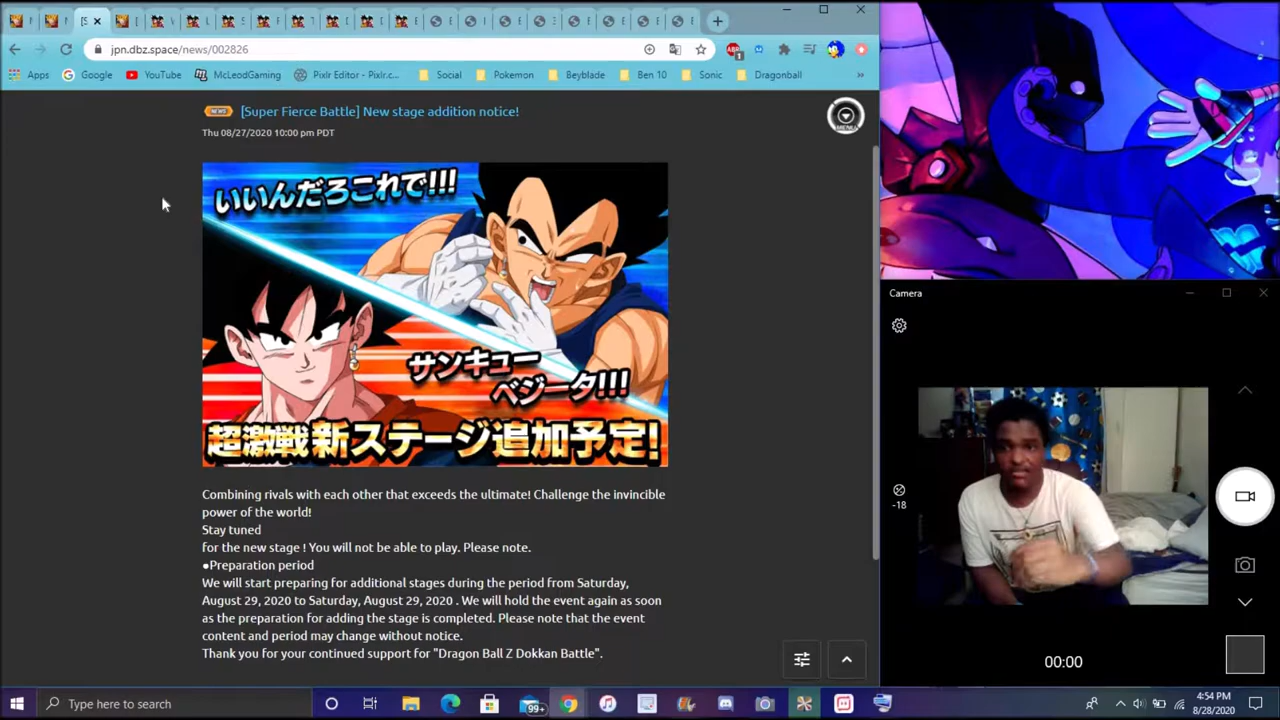 jpn.dbz.space/news/002826
Apps Google YouTube McLeodGaming Pixlr Editor - Pixlr.c... Social Pokemon Beyblade Ben 10 Sonic Dragonball
NEWS [Super Fierce Battle] New stage addition notice!
Thu 08/27/2020 10:00 pm PDT
MENU
いいんだろこれで!!!
サンキュー
ベジータ!!!
超激戦新ステージ追加予定!
Combining rivals with each other that exceeds the ultimate! Challenge the invincible
power of the world!
Stay tuned
for the new stage ! You will not be able to play. Please note.
●Preparation period
We will start preparing for additional stages during the period from Saturday,
August 29, 2020 to Saturday, August 29, 2020 . We will hold the event again as soon
as the preparation for adding the stage is completed. Please note that the event
content and period may change without notice.
Thank you for your continued support for "Dragon Ball Z Dokkan Battle".
Camera
-18
00:00
Type here to search
99+
4:54 PM
8/28/2020